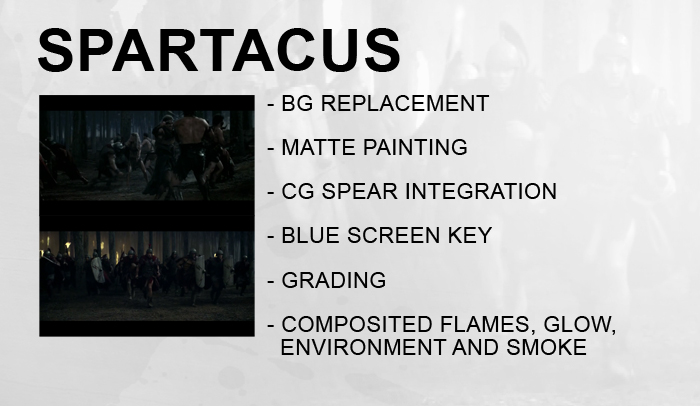 SPARTACUS
- BG REPLACEMENT
- MATTE PAINTING
- CG SPEAR INTEGRATION
- BLUE SCREEN KEY
- GRADING
- COMPOSITED FLAMES, GLOW,
ENVIRONMENT AND SMOKE